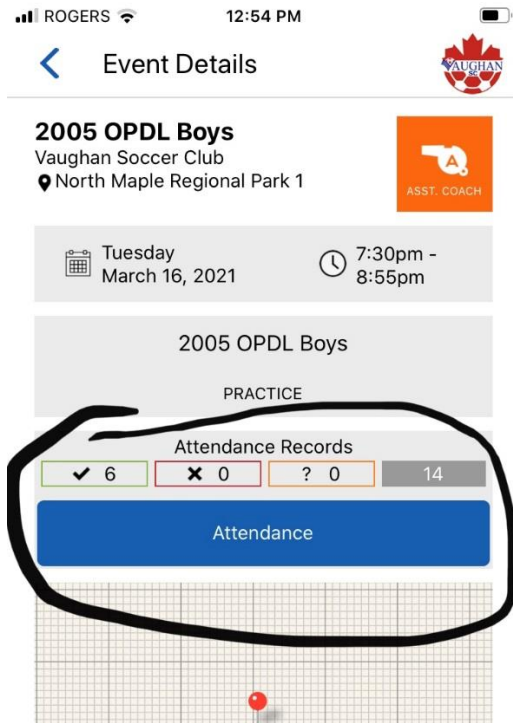 ROGERS 12:54 PM
Event Details
VAUGHAN
SC
2005 OPDL Boys
Vaughan Soccer Club
North Maple Regional Park 1
A
ASST. COACH
Tuesday
March 16, 2021
7:30pm -
8:55pm
2005 OPDL Boys
PRACTICE
Attendance Records
✔ 6 ✖ 0 ? 0 14
Attendance